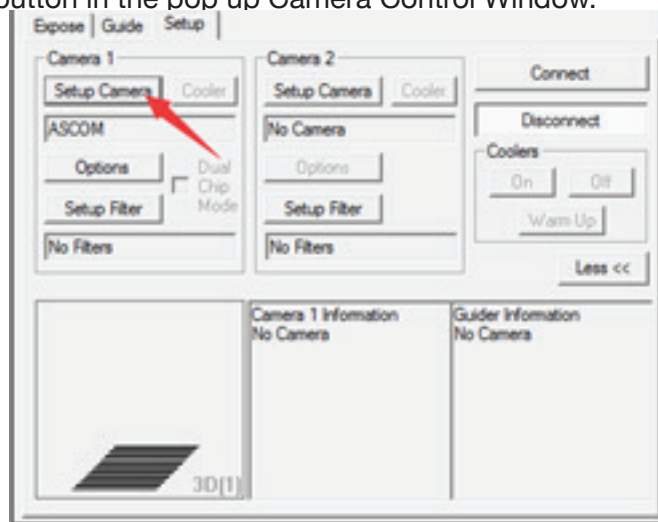 button in the pop up Camera Control Window.
Expose Guide Setup
Camera 1
Setup Camera Cooler
ASCOM
Options
Dual Chip Mode
Setup Filter
No Filters
Camera 2
Setup Camera Cooler
No Camera
Options
Setup Filter
No Filters
Connect
Disconnect
Coolers
On Off
Warm Up
Less <<
3D[1]
Camera 1 Information
No Camera
Guider Information
No Camera